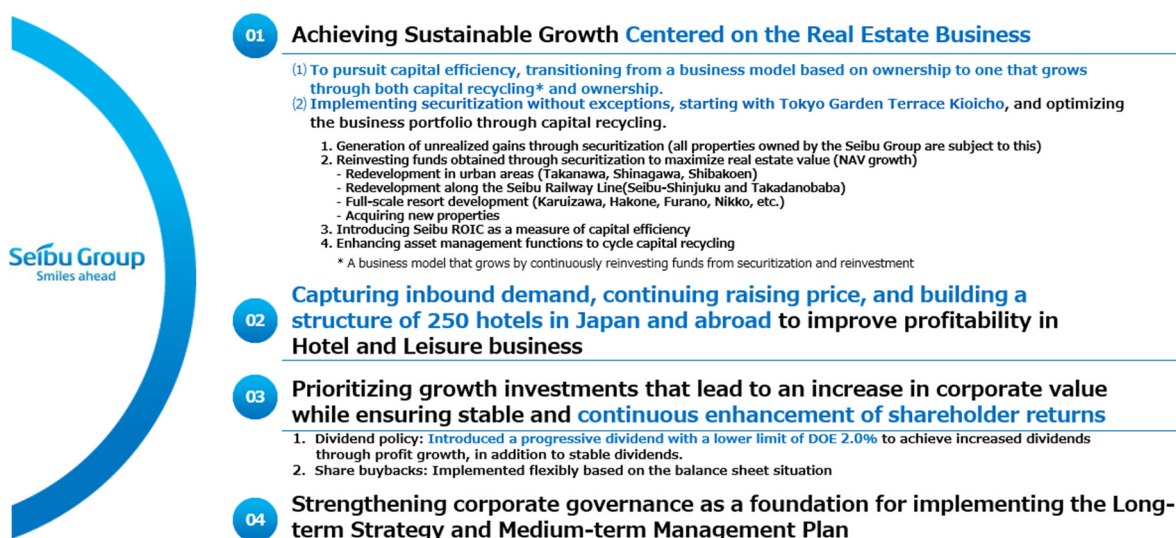 Seibu Group
Smiles ahead
01
Achieving Sustainable Growth Centered on the Real Estate Business
(1) To pursuit capital efficiency, transitioning from a business model based on ownership to one that grows
through both capital recycling* and ownership.
(2) Implementing securitization without exceptions, starting with Tokyo Garden Terrace Kioicho, and optimizing
the business portfolio through capital recycling.
1. Generation of unrealized gains through securitization (all properties owned by the Seibu Group are subject to this)
2. Reinvesting funds obtained through securitization to maximize real estate value (NAV growth)
- Redevelopment in urban areas (Takanawa, Shinagawa, Shibakoen)
- Redevelopment along the Seibu Railway Line(Seibu-Shinjuku and Takadanobaba)
- Full-scale resort development (Karuizawa, Hakone, Furano, Nikko, etc.)
- Acquiring new properties
3. Introducing Seibu ROIC as a measure of capital efficiency
4. Enhancing asset management functions to cycle capital recycling
* A business model that grows by continuously reinvesting funds from securitization and reinvestment
02
Capturing inbound demand, continuing raising price, and building a
structure of 250 hotels in Japan and abroad to improve profitability in
Hotel and Leisure business
03
Prioritizing growth investments that lead to an increase in corporate value
while ensuring stable and continuous enhancement of shareholder returns
1. Dividend policy: Introduced a progressive dividend with a lower limit of DOE 2.0% to achieve increased dividends
through profit growth, in addition to stable dividends.
2. Share buybacks: Implemented flexibly based on the balance sheet situation
04
Strengthening corporate governance as a foundation for implementing the Long-
term Strategy and Medium-term Management Plan